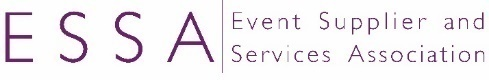 ESSA
Event Supplier and
Services Association